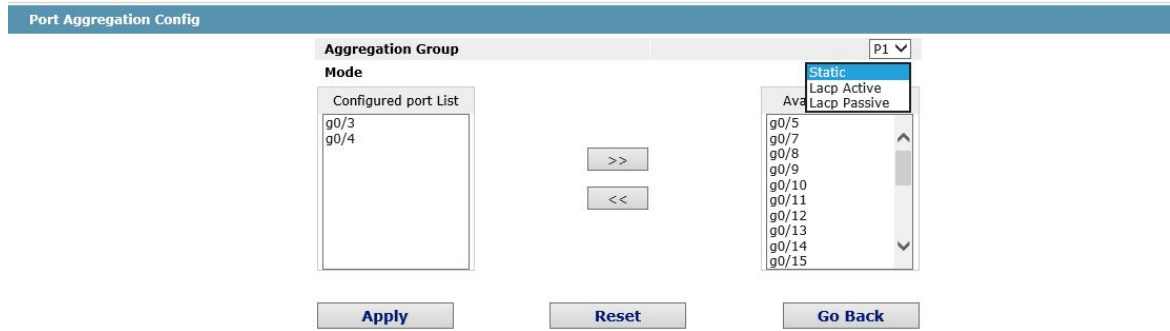 Port Aggregation Config
Aggregation Group
P1
Mode
Static
Lacp Active
Lacp Passive
Configured port List
g0/3
g0/4
>>
<<
g0/5
g0/7
g0/8
g0/9
g0/10
g0/11
g0/12
g0/13
g0/14
g0/15
Apply
Reset
Go Back